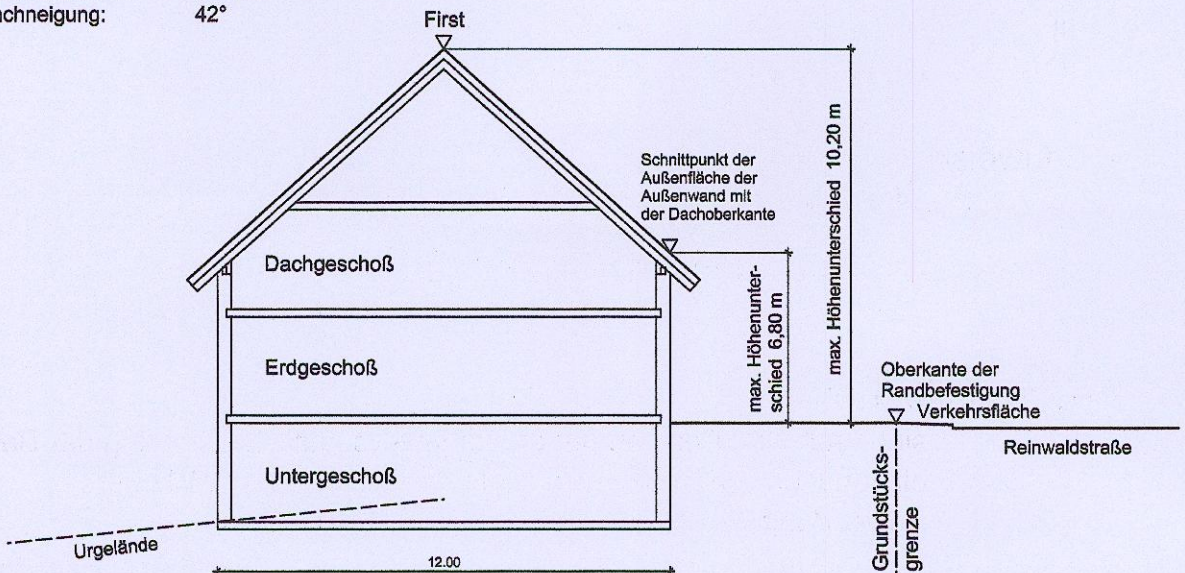 chneigung: 42°
First
Schnittpunkt der
Außenfläche der
Außenwand mit
der Dachoberkante
max. Höhenunterschied 10,20 m
max. Höhenunter-
schied 6,80 m
Dachgeschoß
Erdgeschoß
Untergeschoß
Oberkante der
Randbefestigung
Verkehrsfläche
Reinwaldstraße
Grundstücks-
grenze
Urgelände
12.00